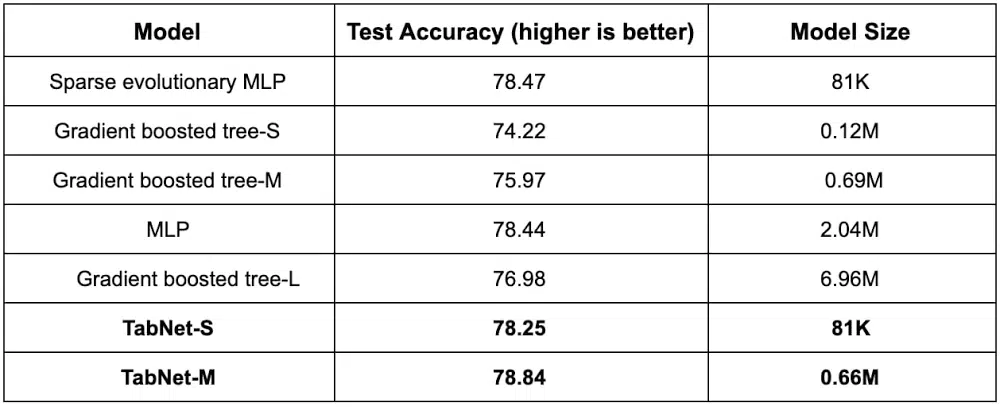 Model Test Accuracy (higher is better) Model Size
Sparse evolutionary MLP 78.47 81K
Gradient boosted tree-S 74.22 0.12M
Gradient boosted tree-M 75.97 0.69M
MLP 78.44 2.04M
Gradient boosted tree-L 76.98 6.96M
TabNet-S 78.25 81K
TabNet-M 78.84 0.66M